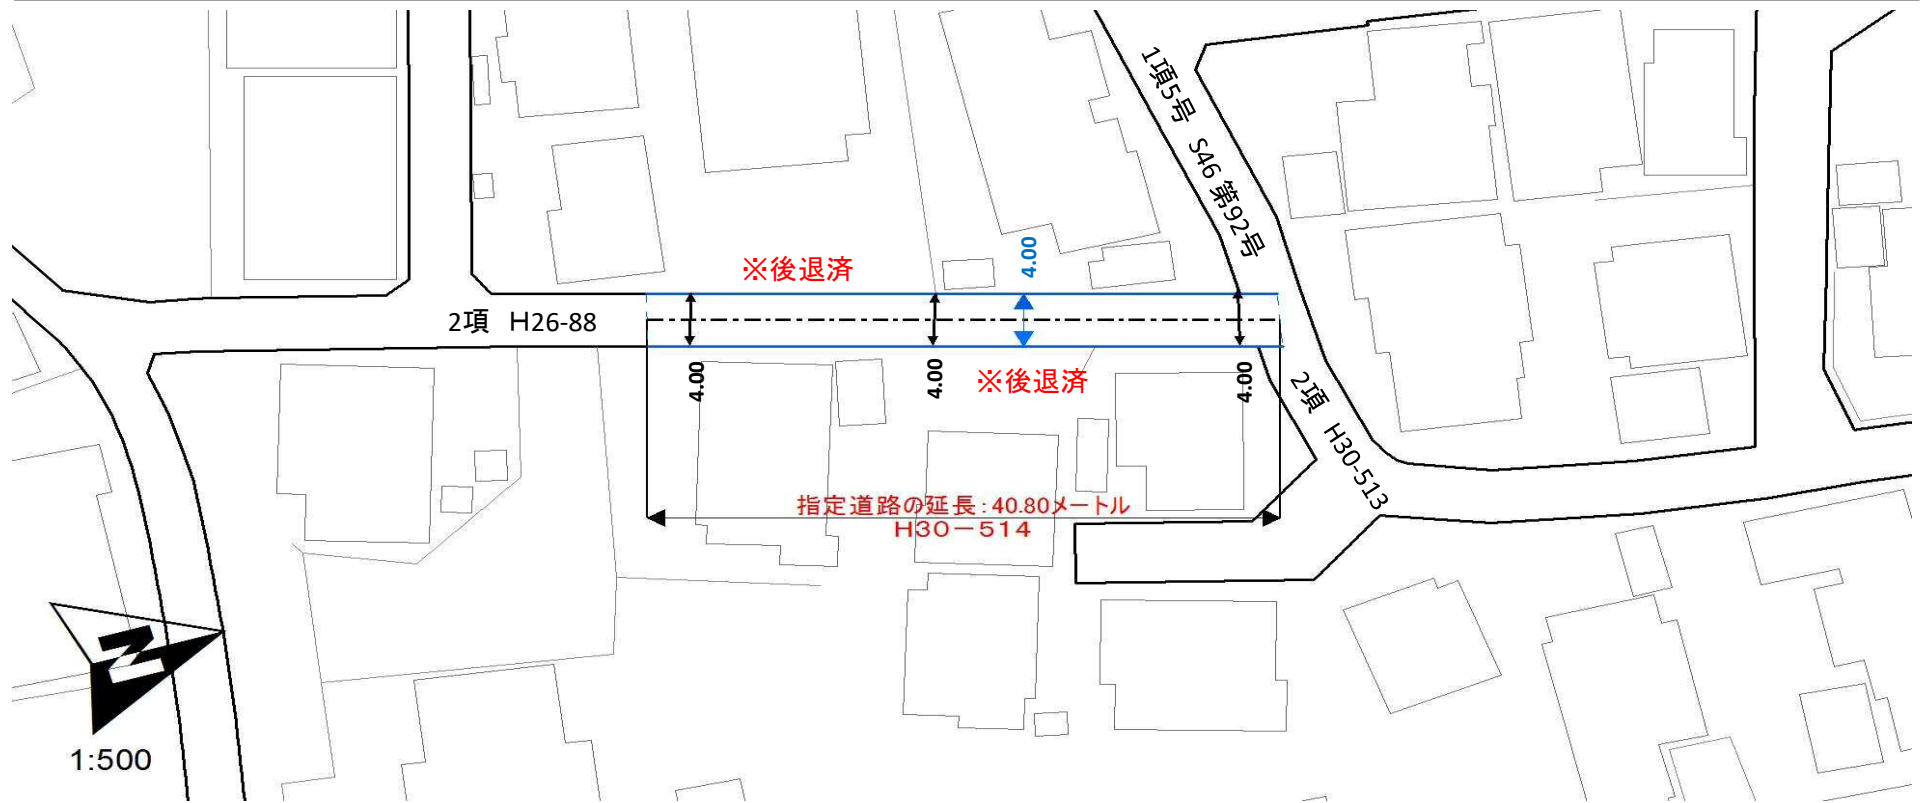 1項5号 S46 第92号
※後退済
4.00
2項 H26-88
4.00
4.00
4.00
※後退済
2項 H30-513
指定道路の延長:40.80メートル
H30-514
N
1:500